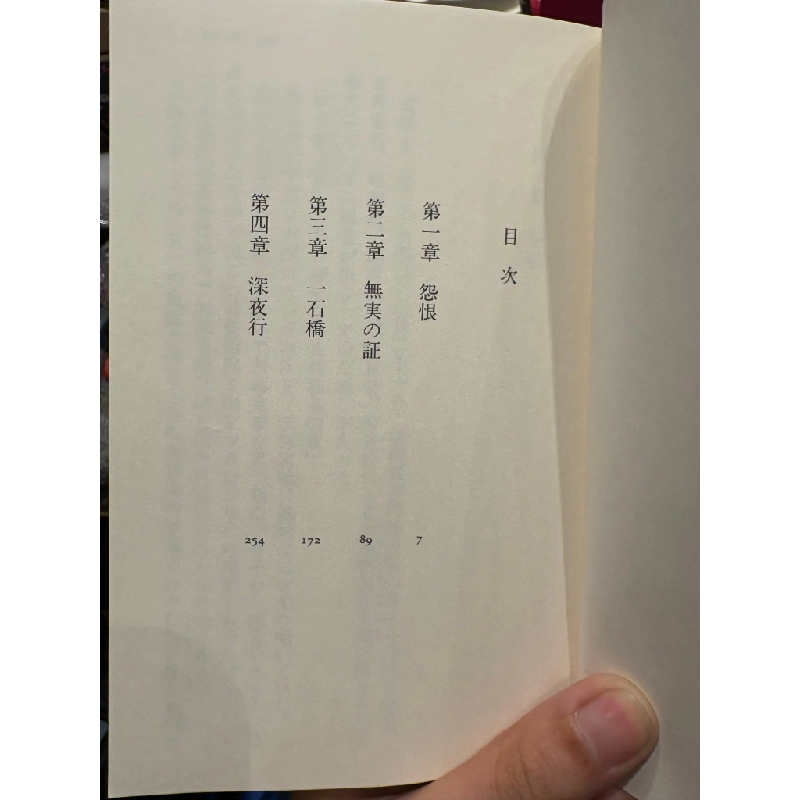 目次
第一章 怨恨 7
第二章 無実の証 89
第三章 一石橋 172
第四章 深夜行 254